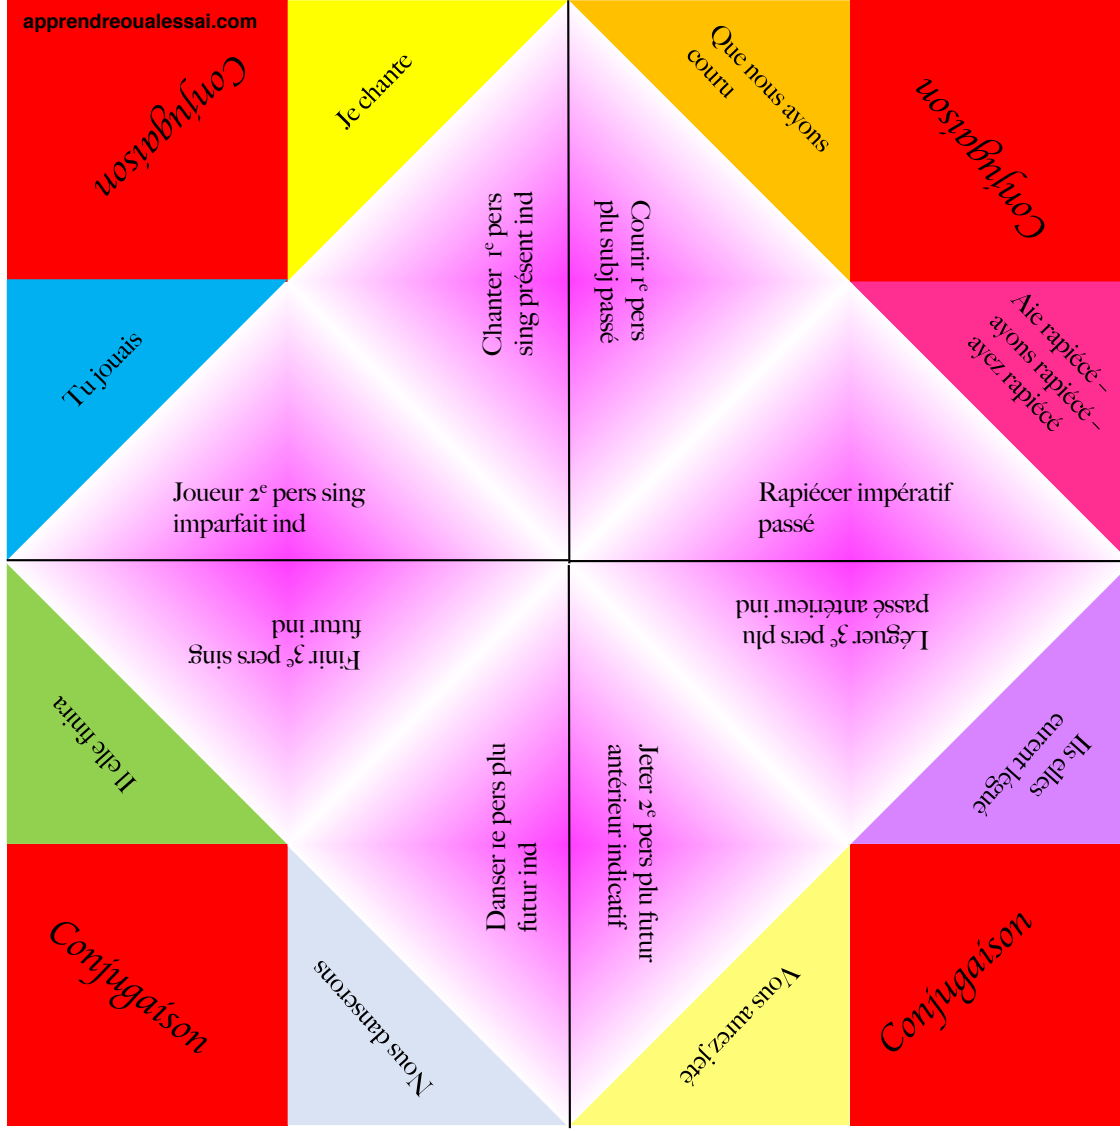 apprendreoualessai.com
Conjugaison
Je chante
Que nous ayons
couru
Conjugaison
Tu jouais
Chanter 1e pers
sing présent ind
Courir 1e pers
plu subj passé
Aie rapiécé –
ayons rapiécé –
ayez rapiécé
Joueur 2e pers sing
imparfait ind
Rapiécer impératif
passé
Finir 3e pers sing
futur ind
Léguer 3e pers plu
passé antérieur ind
Il elle finira
Danser 1e pers plu
futur ind
Jeter 2e pers plu futur
antérieur indicatif
Ils elles
eurent légué
Conjugaison
Nous danserons
Vous aurez jeté
Conjugaison